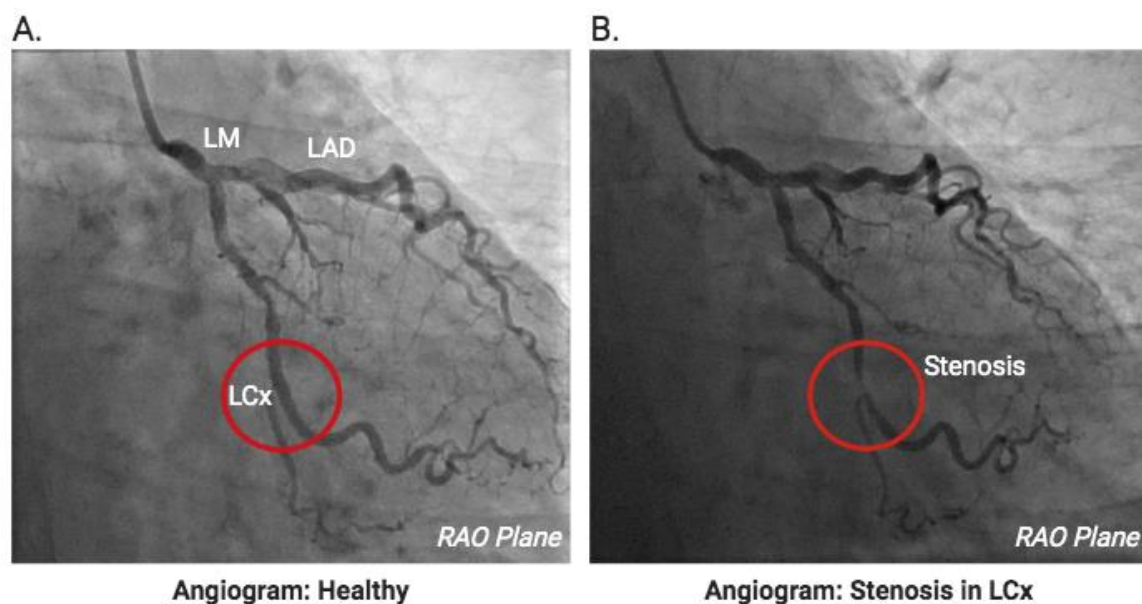 A.
B.
LM
LAD
LCx
Stenosis
RAO Plane
RAO Plane
Angiogram: Healthy
Angiogram: Stenosis in LCx